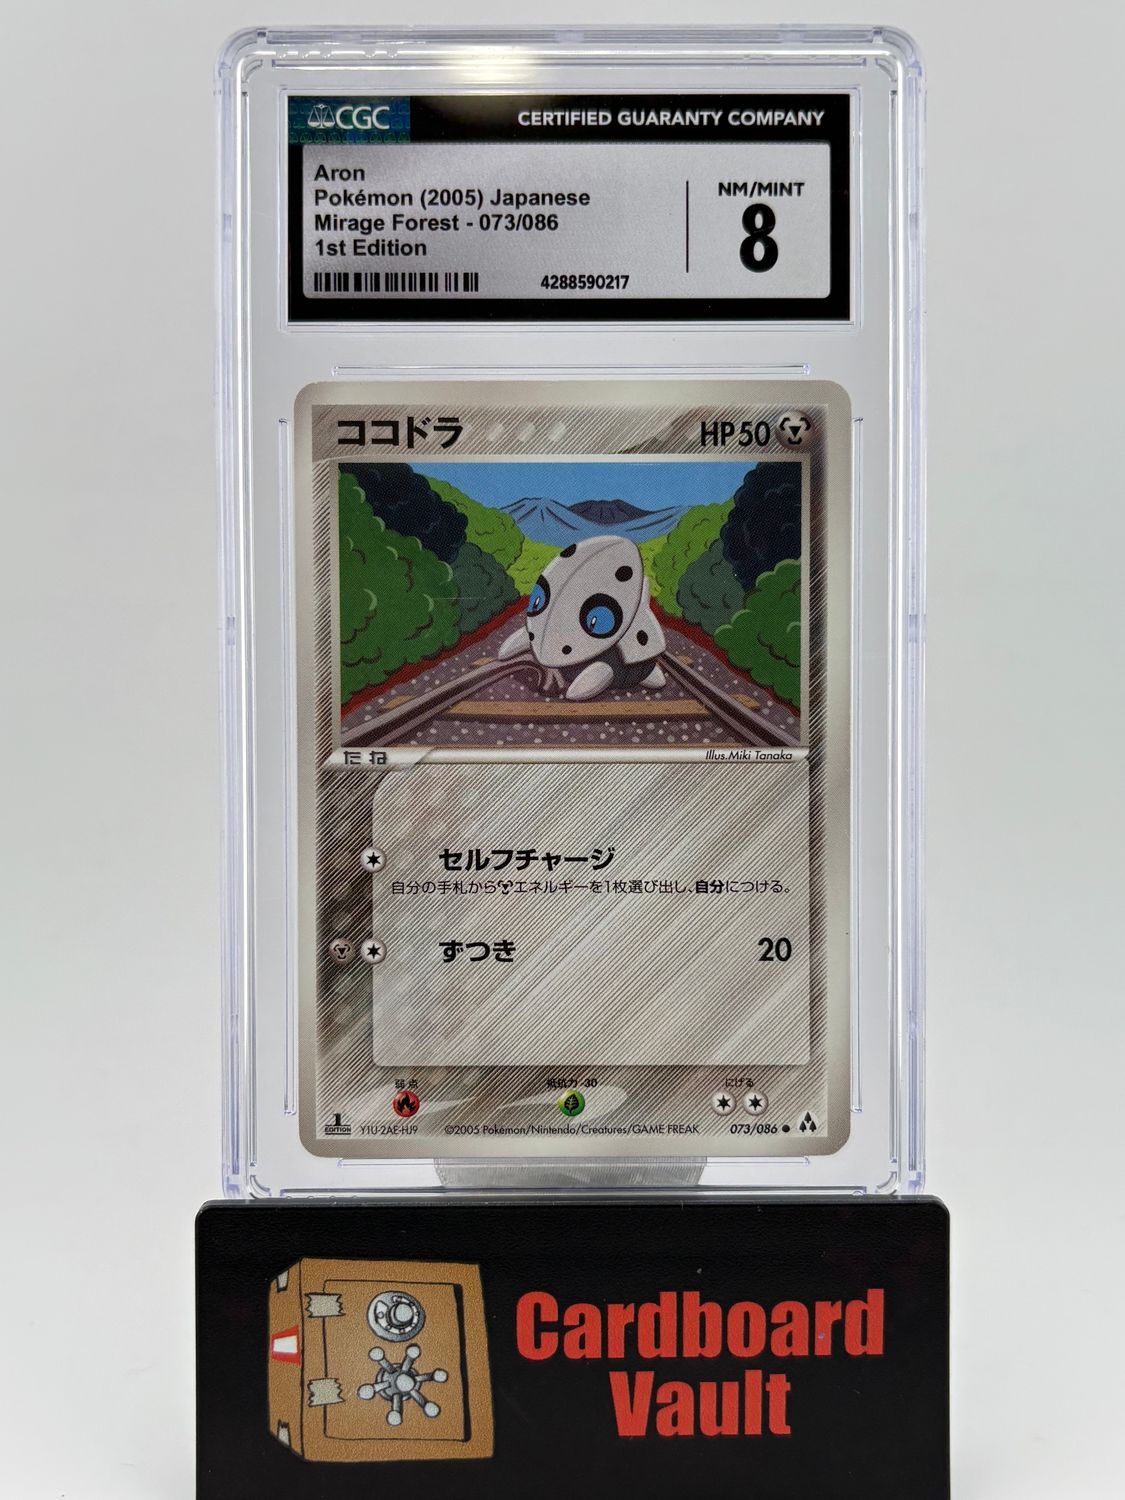 CGC
CERTIFIED GUARANTY COMPANY
Aron
Pokémon (2005) Japanese
Mirage Forest - 073/086
1st Edition
4288590217
NM/MINT
8
ココドラ
HP50
たね
Illus.Miki Tanaka
セルフチャージ
自分の手札からエネルギーを1枚選び出し、自分につける。
ずつき
20
弱点
抵抗力 -30
にげる
1
EDITION
Y1U-2AE-HJ9
©2005 Pokémon/Nintendo/Creatures/GAME FREAK
073/086
Cardboard
Vault